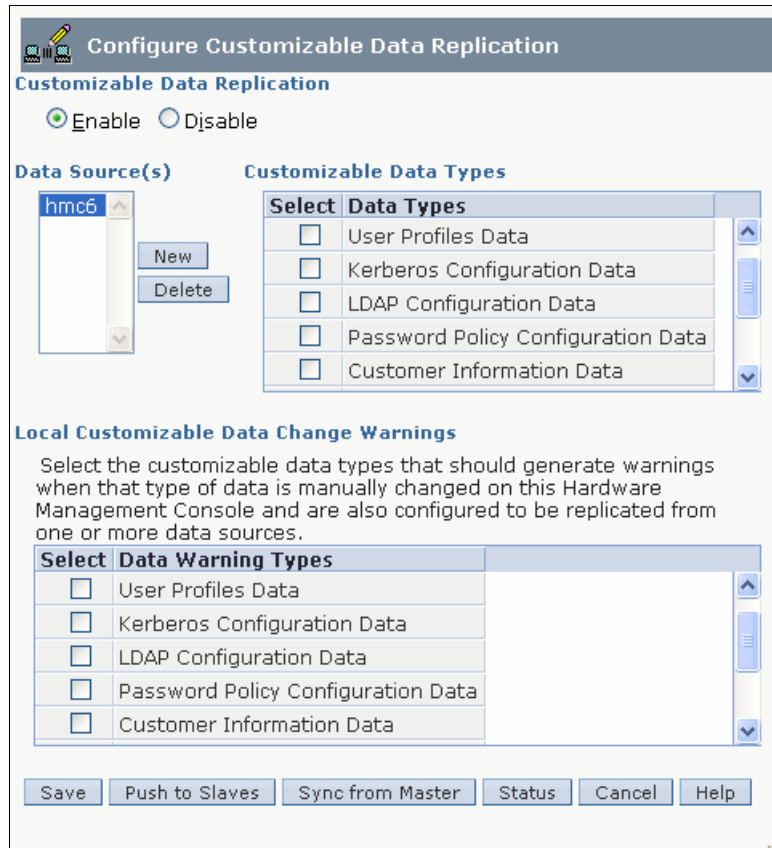 Configure Customizable Data Replication
Customizable Data Replication
Enable Disable
Data Source(s)
hmc6
New
Delete
Customizable Data Types
Select Data Types
User Profiles Data
Kerberos Configuration Data
LDAP Configuration Data
Password Policy Configuration Data
Customer Information Data
Local Customizable Data Change Warnings
Select the customizable data types that should generate warnings
when that type of data is manually changed on this Hardware
Management Console and are also configured to be replicated from
one or more data sources.
Select Data Warning Types
User Profiles Data
Kerberos Configuration Data
LDAP Configuration Data
Password Policy Configuration Data
Customer Information Data
Save Push to Slaves Sync from Master Status Cancel Help